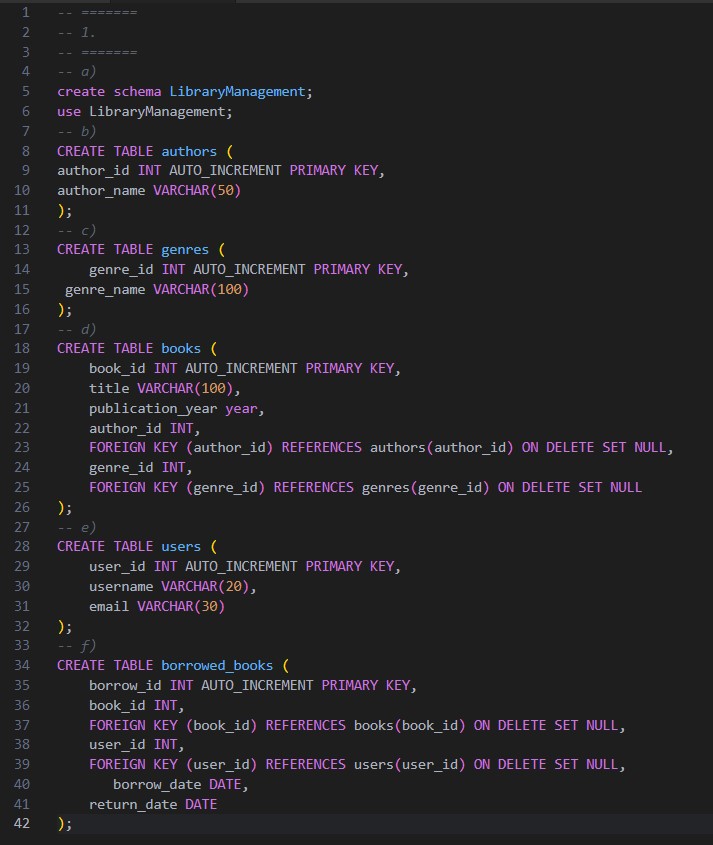 1 -- =======
2 -- 1.
3 -- =======
4 -- a)
5 create schema LibraryManagement;
6 use LibraryManagement;
7 -- b)
8 CREATE TABLE authors (
9 author_id INT AUTO_INCREMENT PRIMARY KEY,
10 author_name VARCHAR(50)
11 );
12 -- c)
13 CREATE TABLE genres (
14     genre_id INT AUTO_INCREMENT PRIMARY KEY,
15  genre_name VARCHAR(100)
16 );
17 -- d)
18 CREATE TABLE books (
19     book_id INT AUTO_INCREMENT PRIMARY KEY,
20     title VARCHAR(100),
21     publication_year year,
22     author_id INT,
23     FOREIGN KEY (author_id) REFERENCES authors(author_id) ON DELETE SET NULL,
24     genre_id INT,
25     FOREIGN KEY (genre_id) REFERENCES genres(genre_id) ON DELETE SET NULL
26 );
27 -- e)
28 CREATE TABLE users (
29     user_id INT AUTO_INCREMENT PRIMARY KEY,
30     username VARCHAR(20),
31     email VARCHAR(30)
32 );
33 -- f)
34 CREATE TABLE borrowed_books (
35     borrow_id INT AUTO_INCREMENT PRIMARY KEY,
36     book_id INT,
37     FOREIGN KEY (book_id) REFERENCES books(book_id) ON DELETE SET NULL,
38     user_id INT,
39     FOREIGN KEY (user_id) REFERENCES users(user_id) ON DELETE SET NULL,
40        borrow_date DATE,
41     return_date DATE
42 );